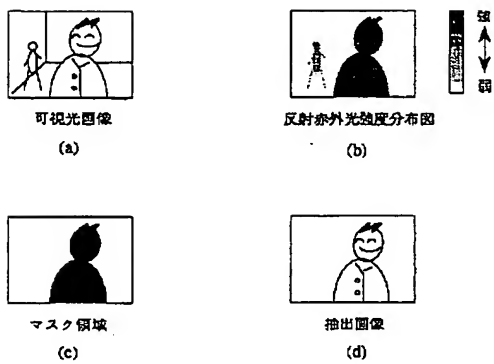 強
弱
可視光画像
(a)
反射赤外光強度分布図
(b)
マスク領域
(c)
抽出画像
(d)